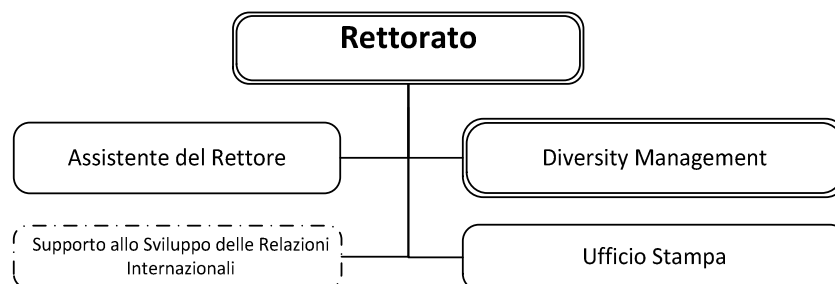 Rettorato
Assistente del Rettore
Diversity Management
Supporto allo Sviluppo delle Relazioni
Internazionali
Ufficio Stampa